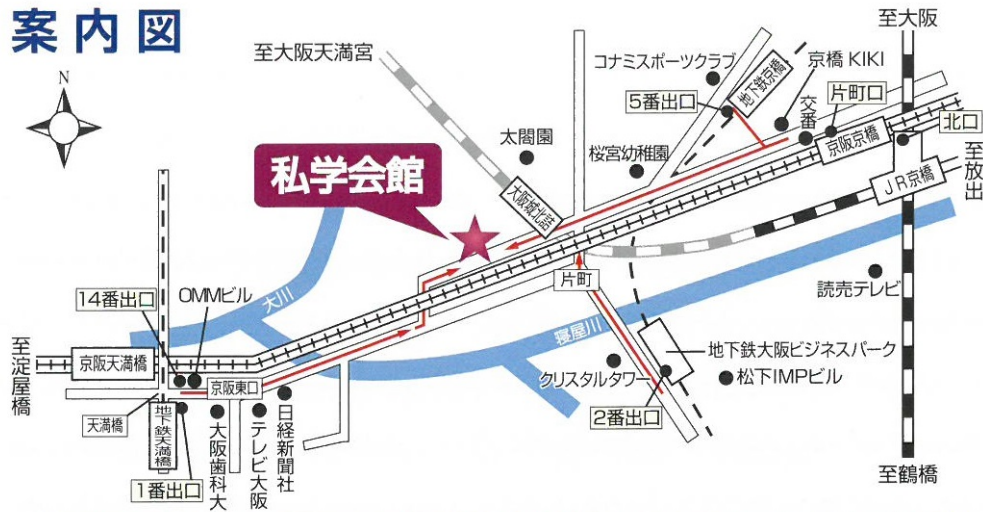 案内図
至大阪
至大阪天満宮
コナミスポーツクラブ
京橋 KIKI
N
地下鉄京橋
5番出口
交番
片町口
北口
京阪京橋
太閤園
桜宮幼稚園
至放出
JR京橋
私学会館
大阪城北詰
片町
読売テレビ
14番出口
OMMビル
大川
寝屋川
至淀屋橋
京阪天満橋
京阪東口
地下鉄大阪ビジネスパーク
クリスタルタワー
松下IMPビル
2番出口
天満橋
地下鉄天満橋
大阪歯科大
テレビ大阪
日経新聞社
1番出口
至鶴橋